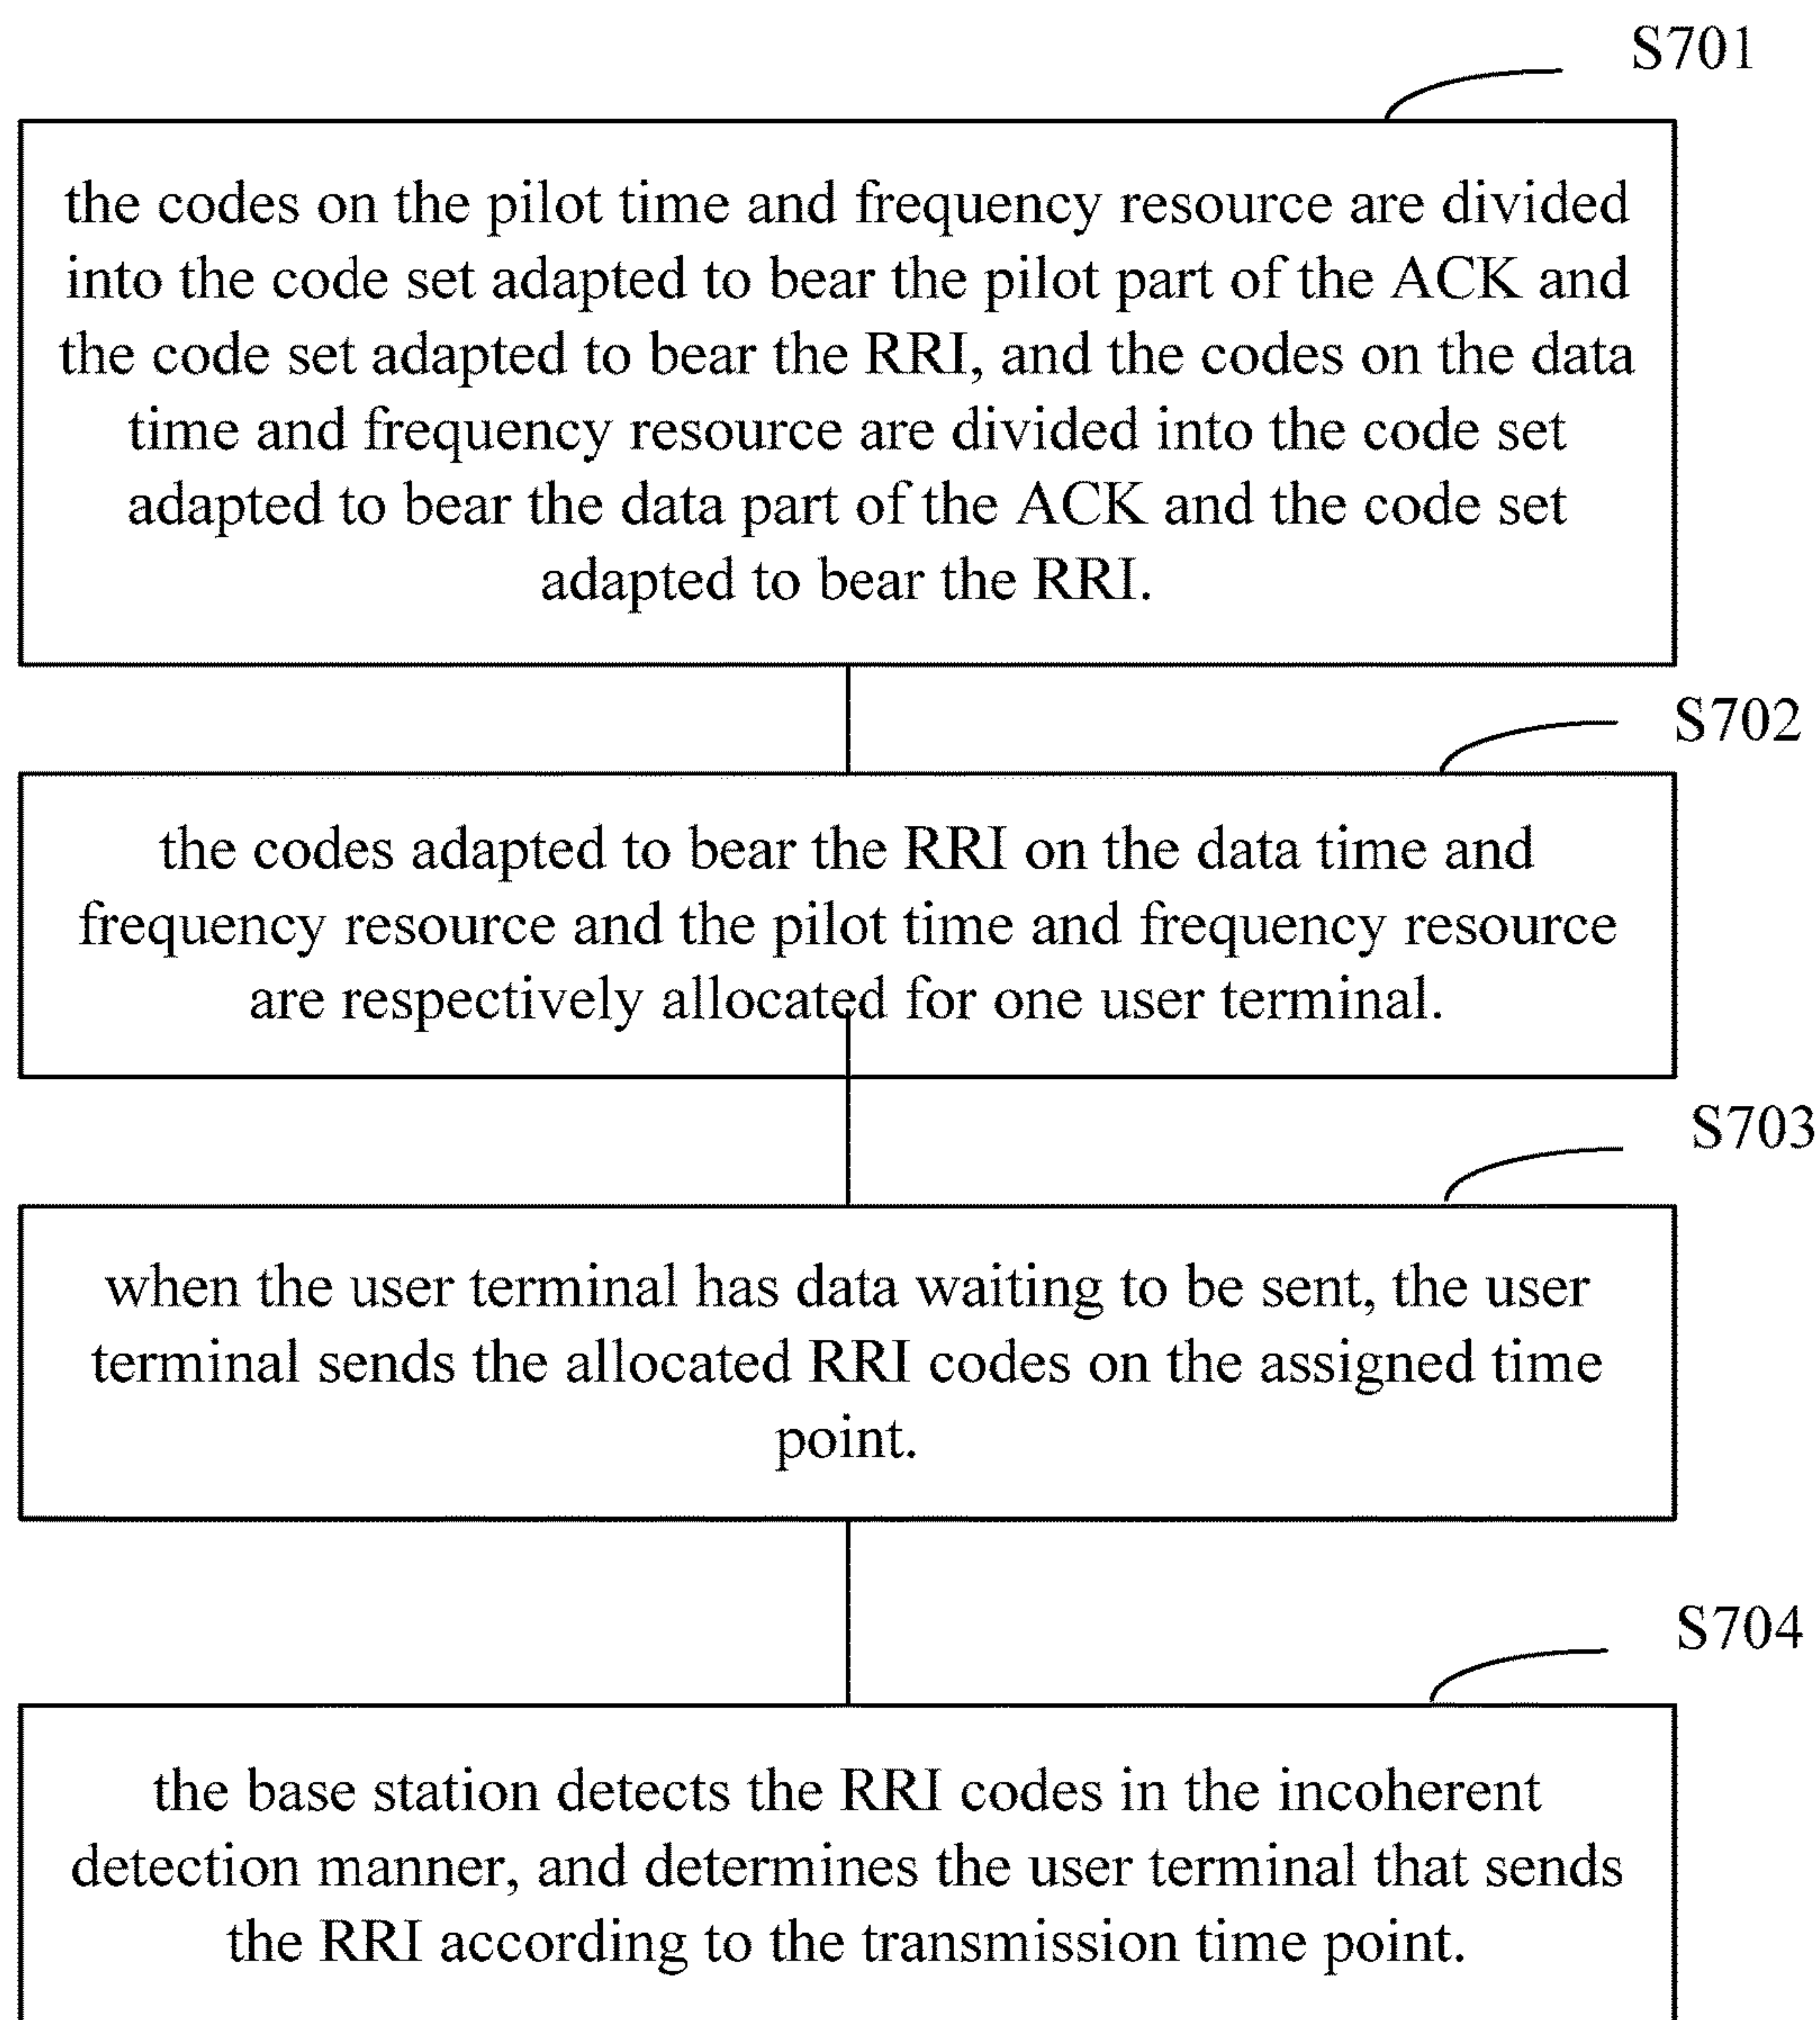 S701
the codes on the pilot time and frequency resource are divided
into the code set adapted to bear the pilot part of the ACK and
the code set adapted to bear the RRI, and the codes on the data
time and frequency resource are divided into the code set
adapted to bear the data part of the ACK and the code set
adapted to bear the RRI.
S702
the codes adapted to bear the RRI on the data time and
frequency resource and the pilot time and frequency resource
are respectively allocated for one user terminal.
S703
when the user terminal has data waiting to be sent, the user
terminal sends the allocated RRI codes on the assigned time
point.
S704
the base station detects the RRI codes in the incoherent
detection manner, and determines the user terminal that sends
the RRI according to the transmission time point.